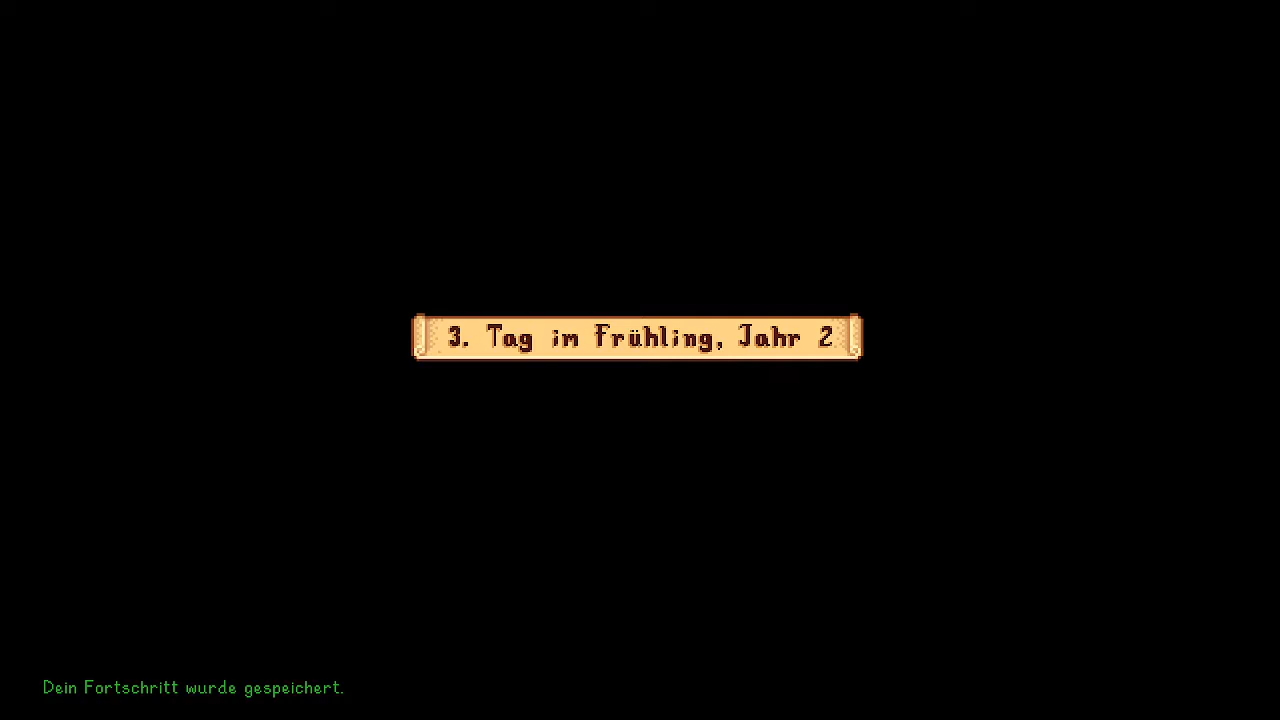 3. Tag im Frühling, Jahr 2
Dein Fortschritt wurde gespeichert.